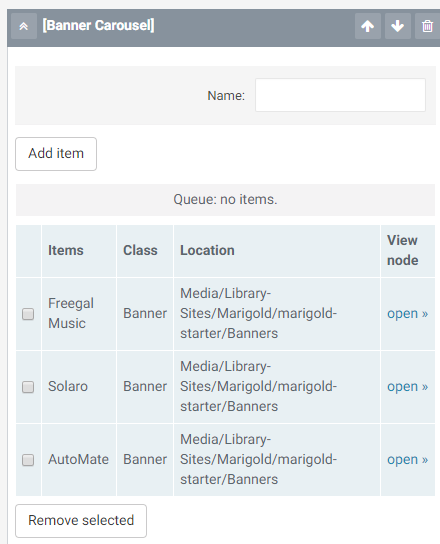 [Banner Carousel]
Name:
Add item
Queue: no items.
Items Class Location View node
Freegal Music Banner Media/Library-Sites/Marigold/marigold-starter/Banners open »
Solaro Banner Media/Library-Sites/Marigold/marigold-starter/Banners open »
AutoMate Banner Media/Library-Sites/Marigold/marigold-starter/Banners open »
Remove selected